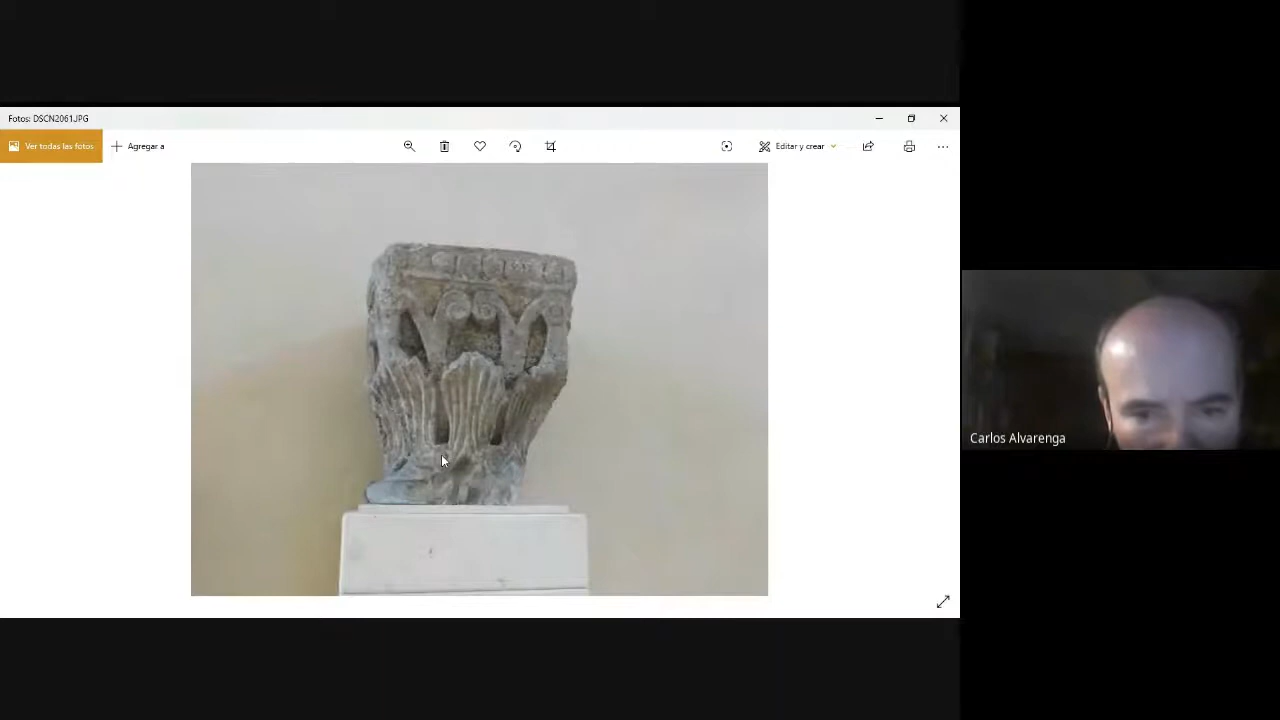 Fotos: DSCN2061.JPG
Ver todas las fotos
Agregar a
Editar y crear
Carlos Alvarenga